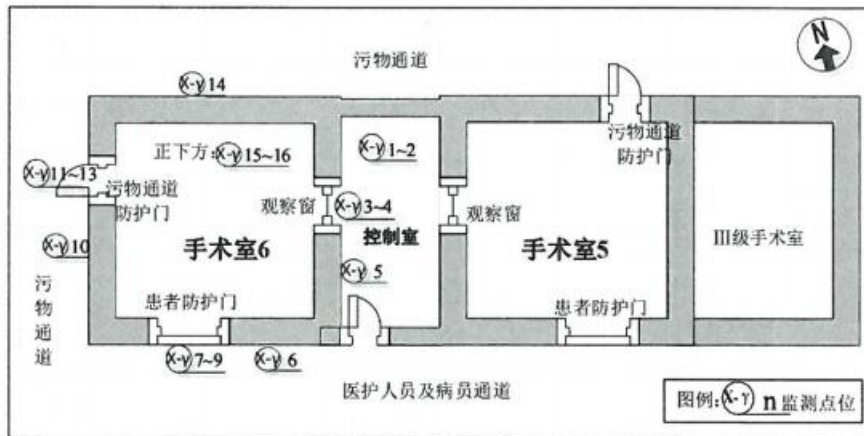 N
污物通道
X-γ 14
污物通道
防护门
正下方: X-γ 15~16
X-γ 1~2
X-γ 11~13
污物通道
防护门
观察窗
X-γ 3~4
观察窗
X-γ 10
手术室6
控制室
手术室5
III级手术室
X-γ 5
污物通道
患者防护门
患者防护门
X-γ 7~9
X-γ 6
医护人员及病员通道
图例: X-γ n 监测点位